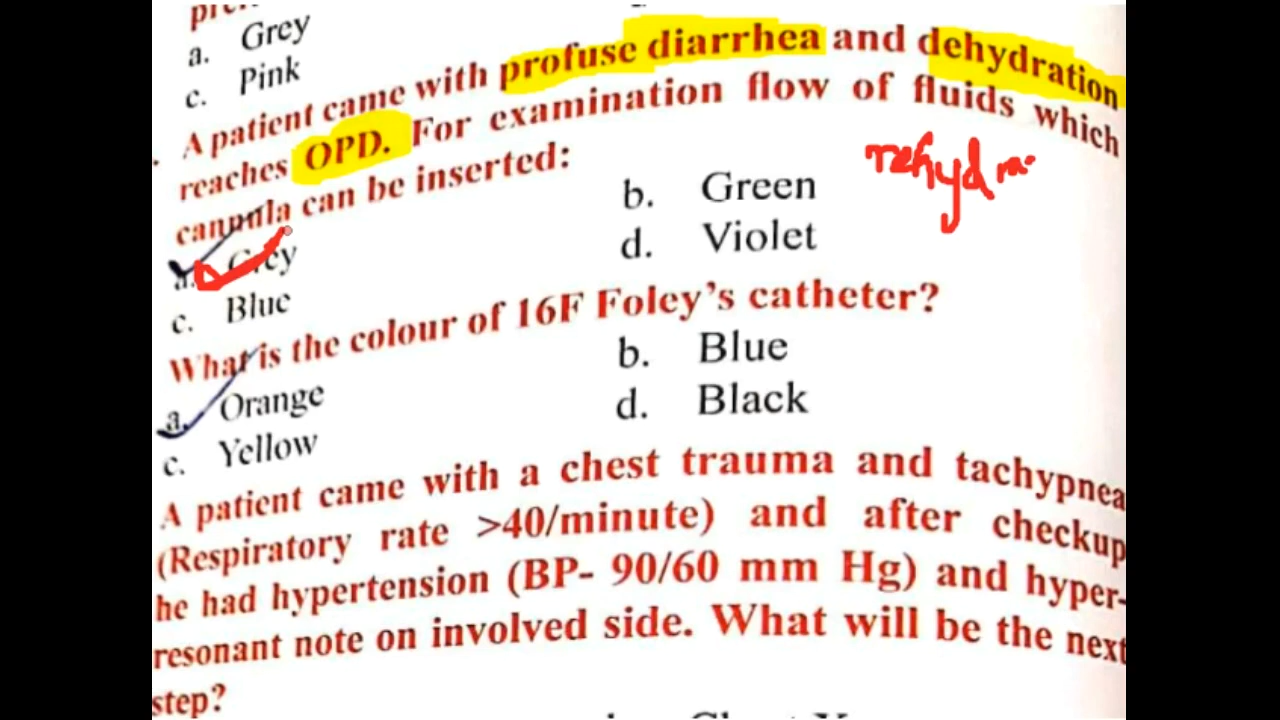 a. Grey
c. Pink
A patient came with profuse diarrhea and dehydration
reaches OPD. For examination flow of fluids which
cannula can be inserted:
a. Grey
b. Green
c. Blue
d. Violet
What is the colour of 16F Foley's catheter?
a. Orange
b. Blue
c. Yellow
d. Black
A patient came with a chest trauma and tachypnea
(Respiratory rate >40/minute) and after checkup
he had hypertension (BP- 90/60 mm Hg) and hyper-
resonant note on involved side. What will be the next
step?